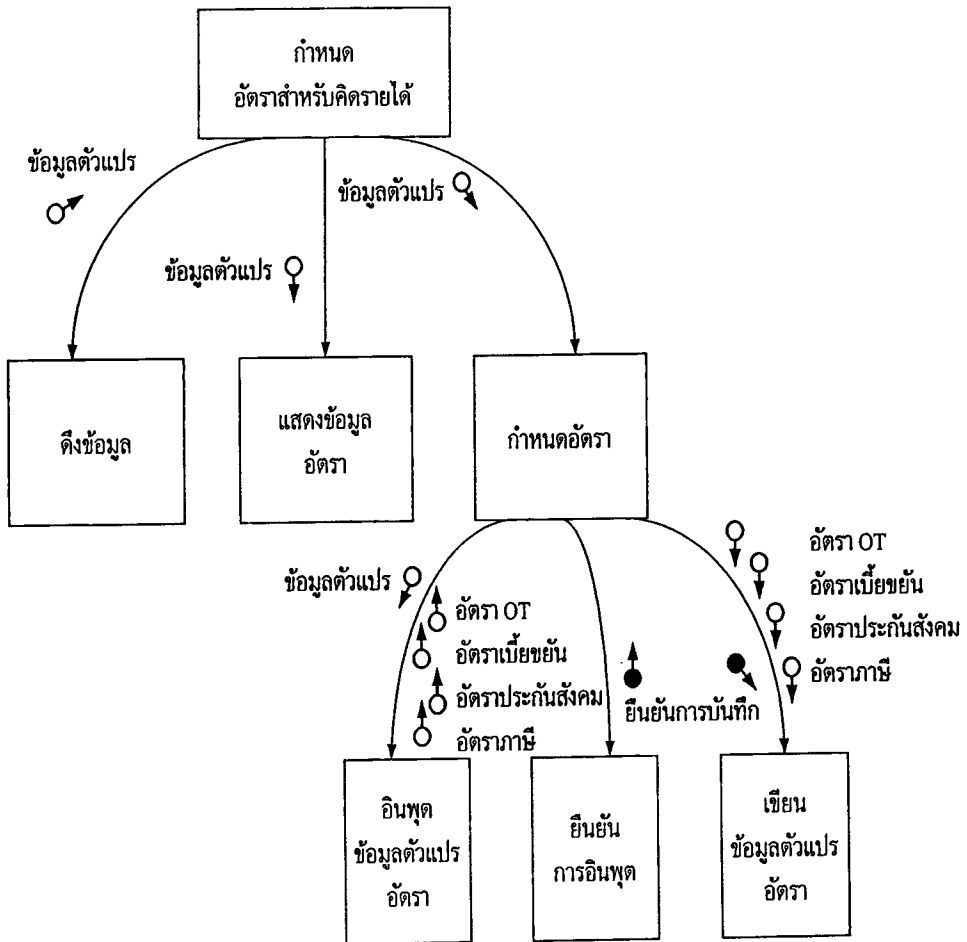 กำหนด
อัตราสำหรับคิดรายได้
ข้อมูลตัวแปร
ข้อมูลตัวแปร
ข้อมูลตัวแปร
ดึงข้อมูล
แสดงข้อมูล
อัตรา
กำหนดอัตรา
ข้อมูลตัวแปร
อัตรา OT
อัตราเบี้ยขยัน
อัตราประกันสังคม
อัตราภาษี
ยืนยันการบันทึก
อัตรา OT
อัตราเบี้ยขยัน
อัตราประกันสังคม
อัตราภาษี
อินพุต
ข้อมูลตัวแปร
อัตรา
ยืนยัน
การอินพุต
เขียน
ข้อมูลตัวแปร
อัตรา